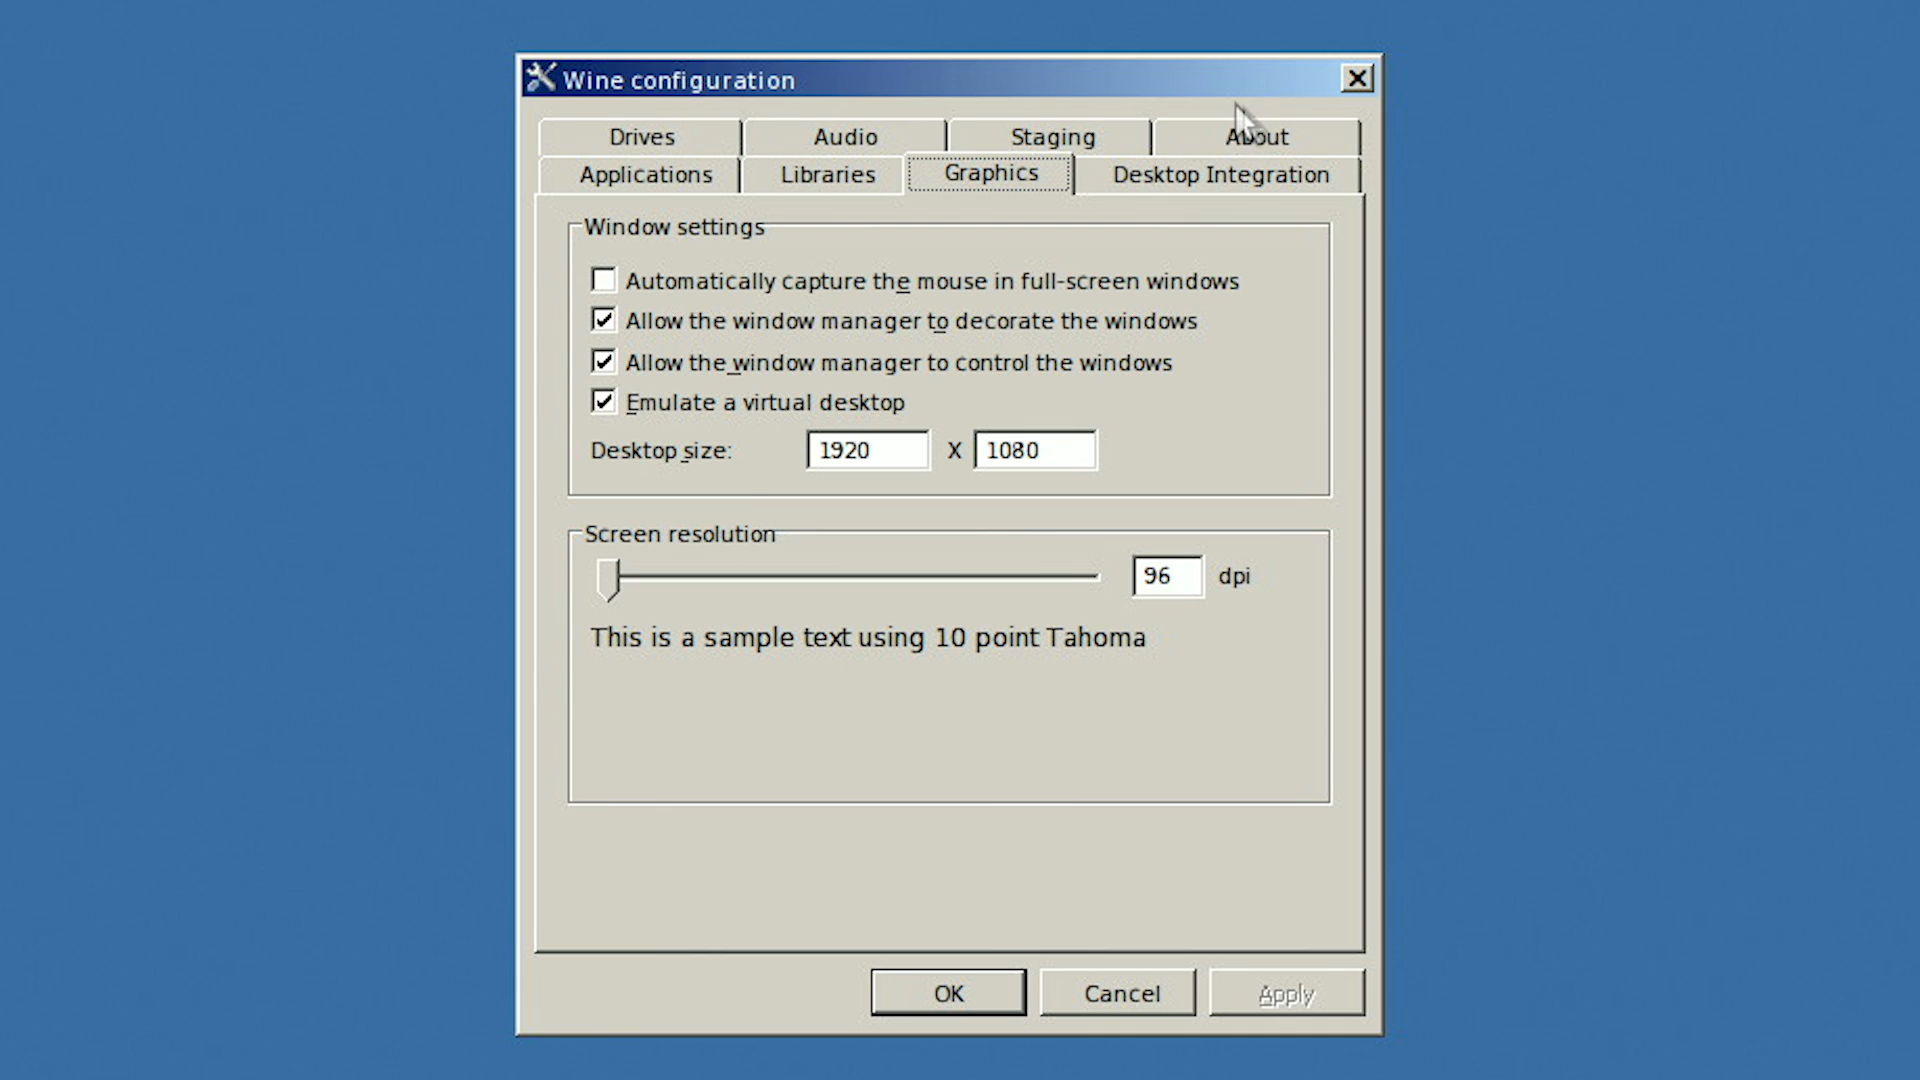 Wine configuration
Drives Audio Staging About
Applications Libraries Graphics Desktop Integration
Window settings
Automatically capture the mouse in full-screen windows
Allow the window manager to decorate the windows
Allow the window manager to control the windows
Emulate a virtual desktop
Desktop size: 1920 X 1080
Screen resolution
96 dpi
This is a sample text using 10 point Tahoma
OK Cancel Apply